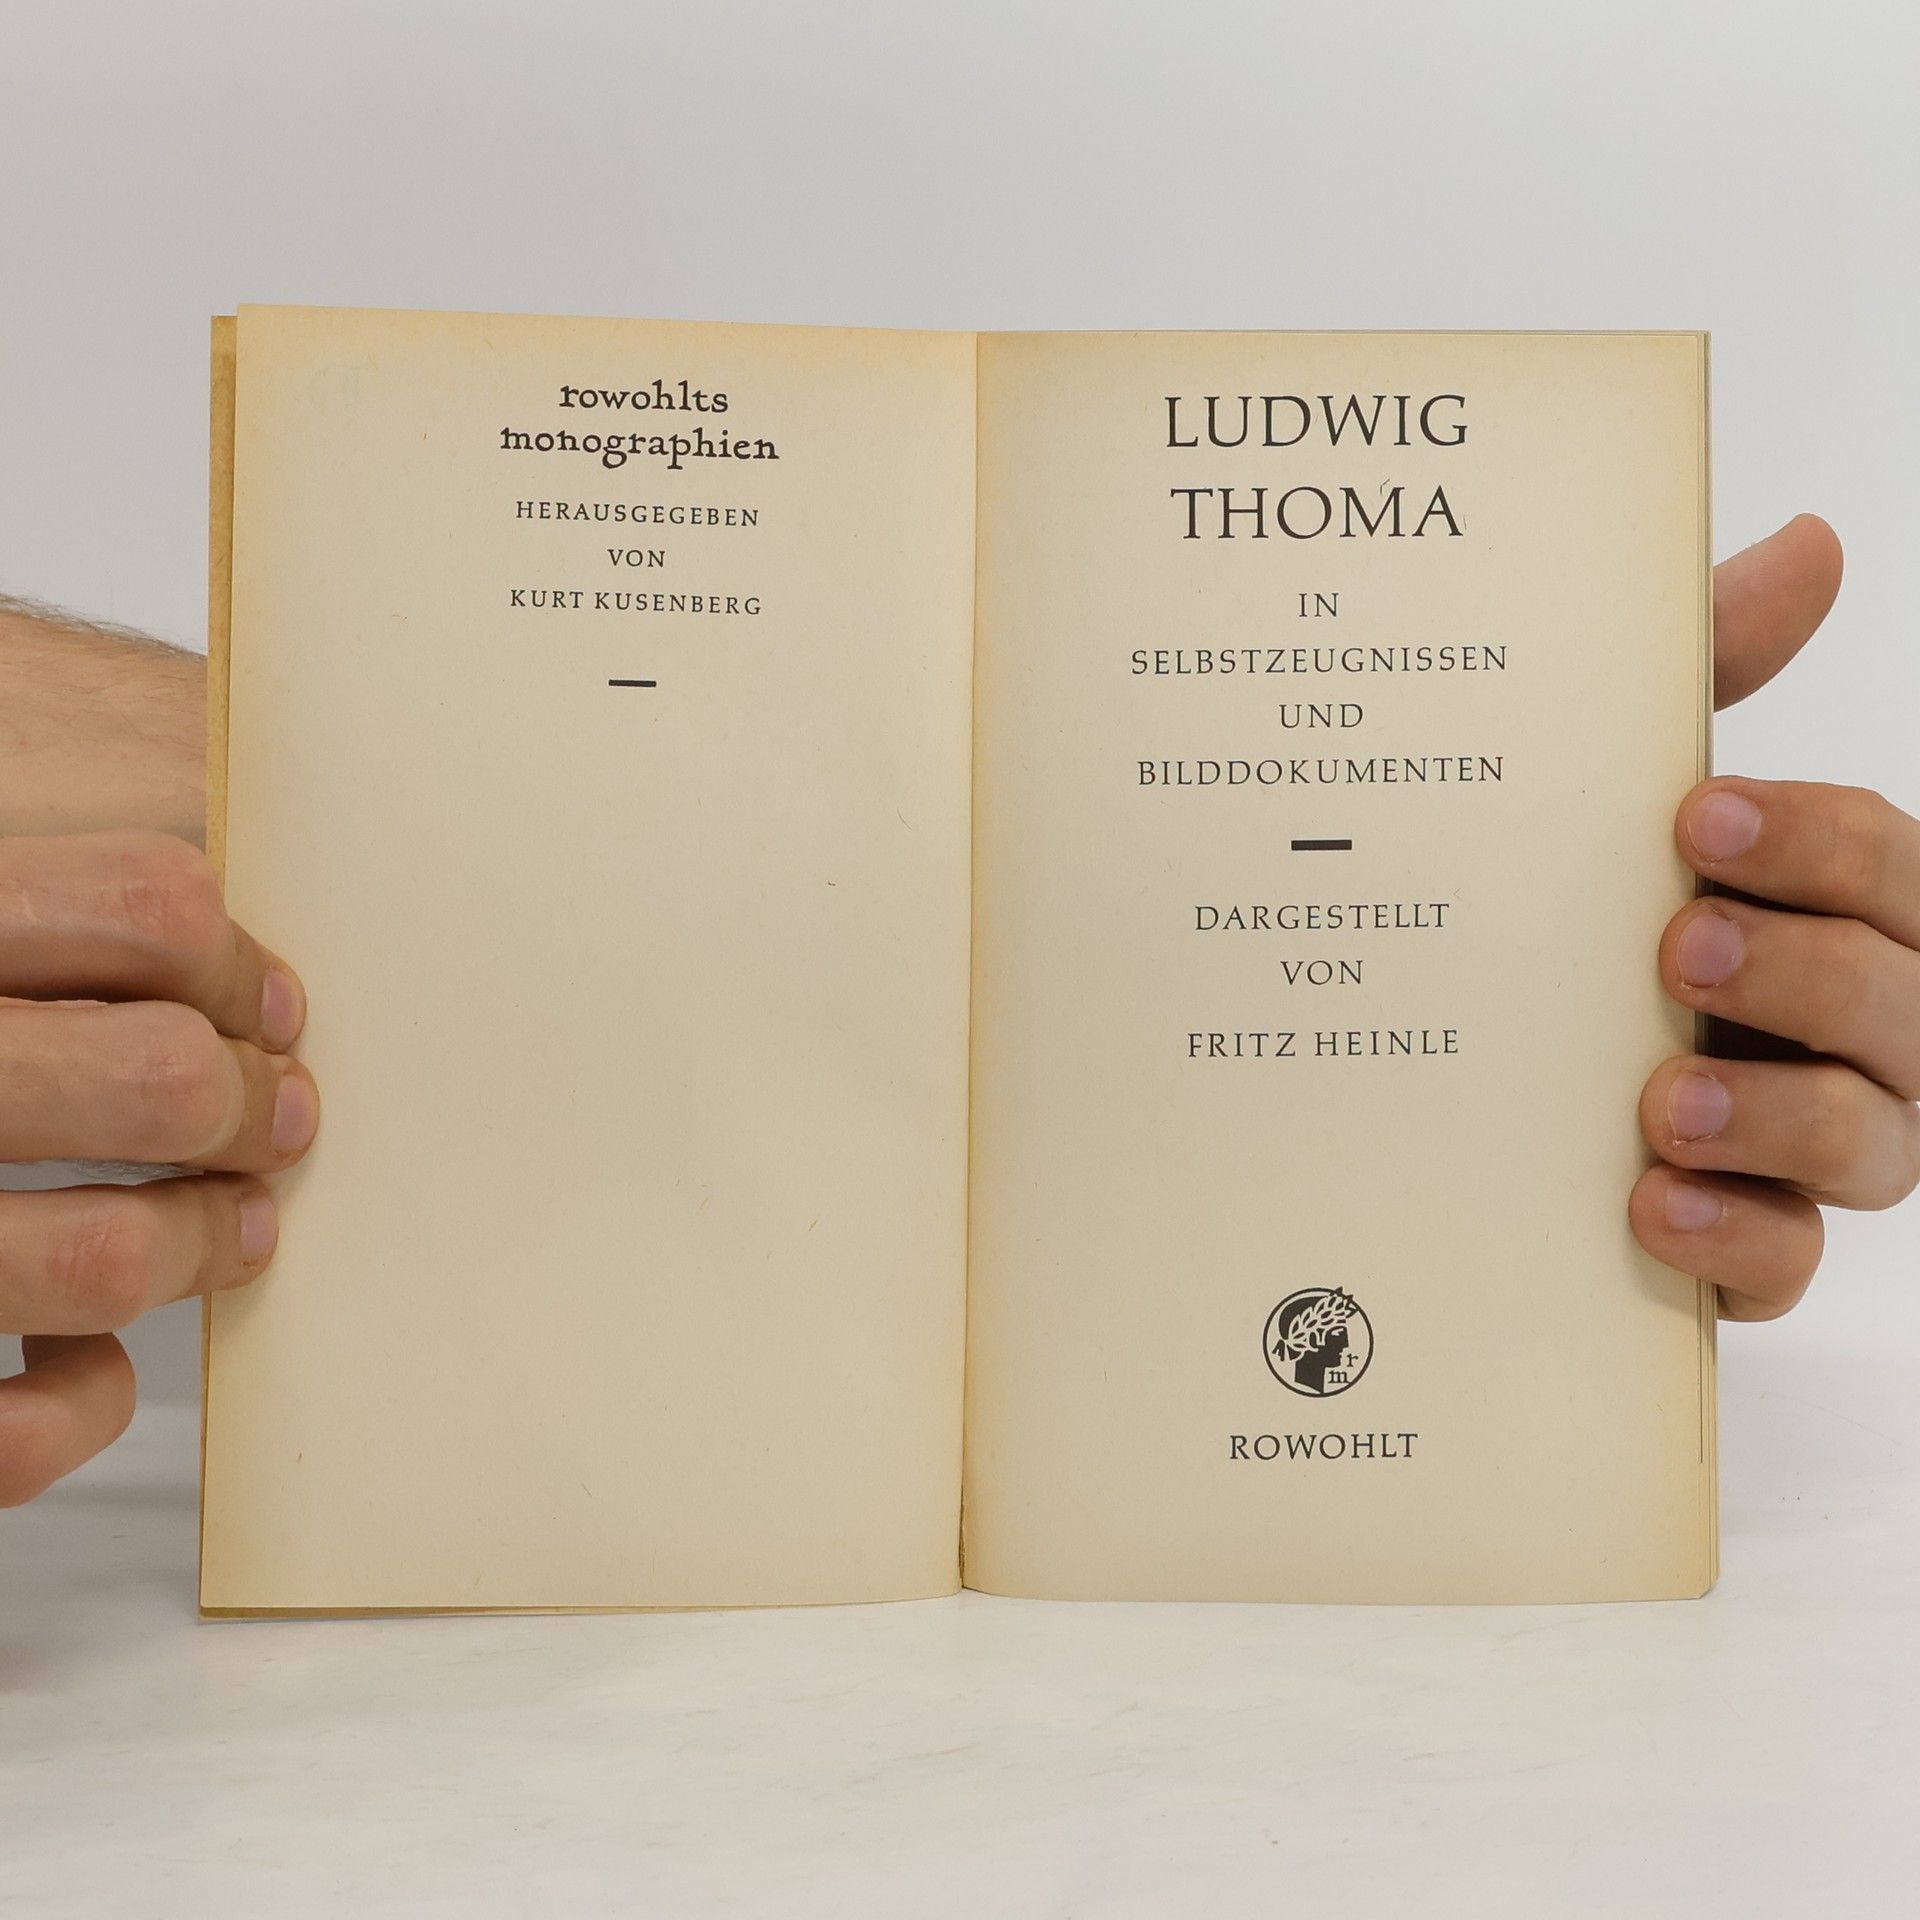 rowohlts
monographien
HERAUSGEGEBEN
VON
KURT KUSENBERG
LUDWIG
THOMA
IN
SELBSTZEUGNISSEN
UND
BILDDOKUMENTEN
DARGESTELLT
VON
FRITZ HEINLE
r
m
ROWOHLT